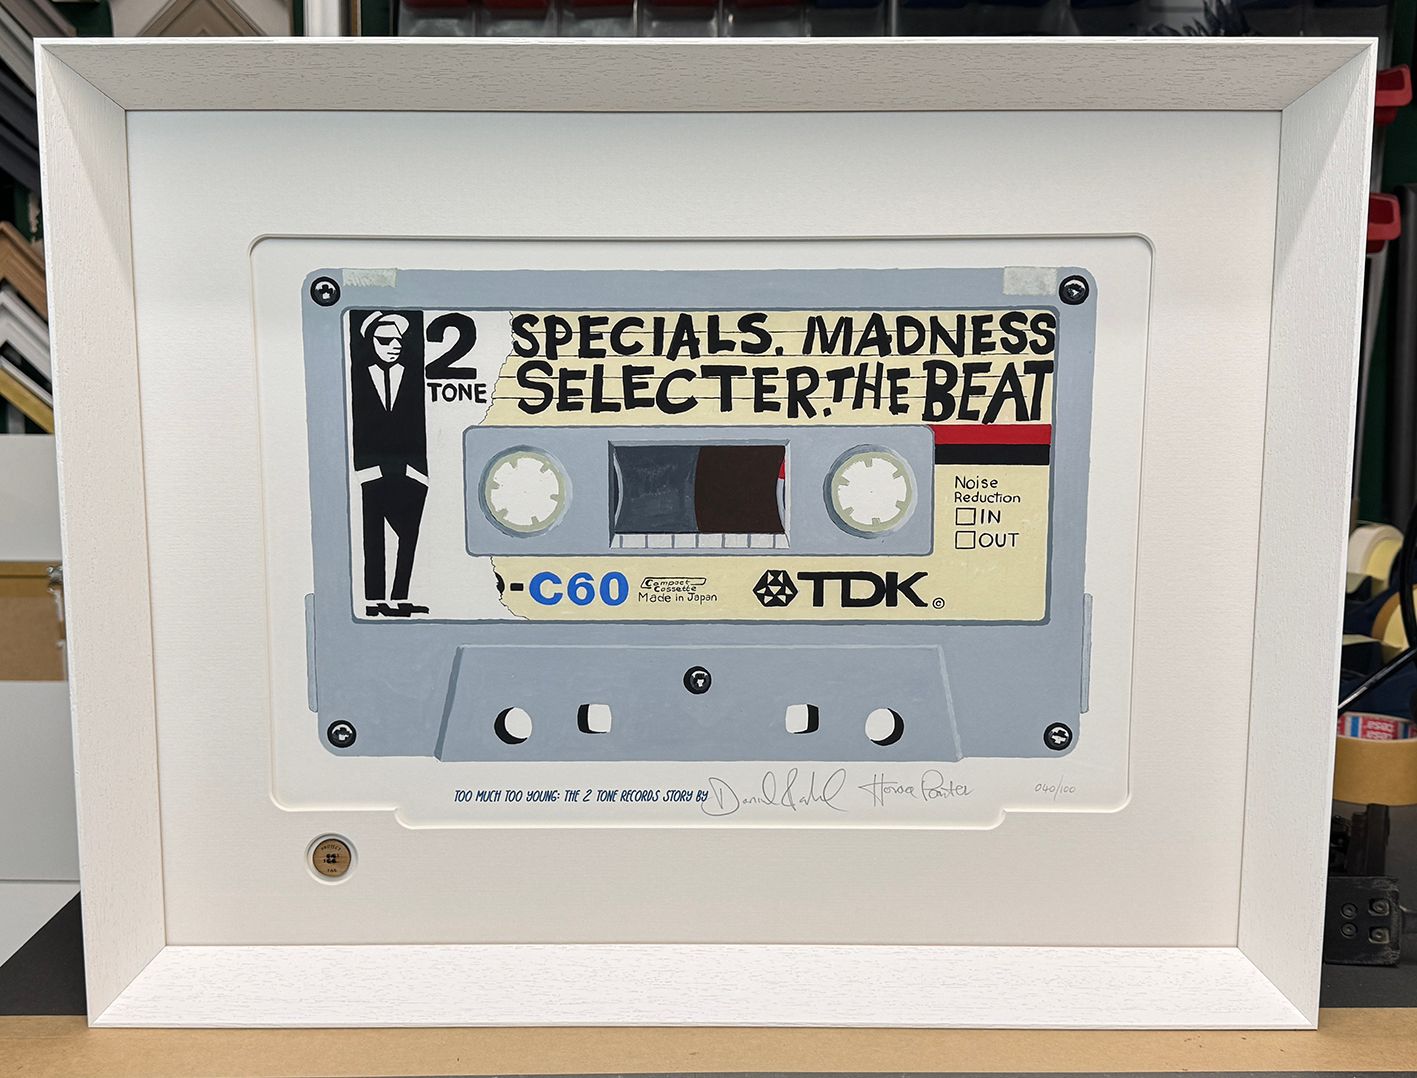 2
TONE
SPECIALS. MADNESS
SELECTER. THE BEAT
Noise
Reduction
IN
OUT
-C60
Compact
Cassette
Made in Japan
TDK ©
TOO MUCH TOO YOUNG: THE 2 TONE RECORDS STORY BY
Horace Panter
040/100
PROJECT